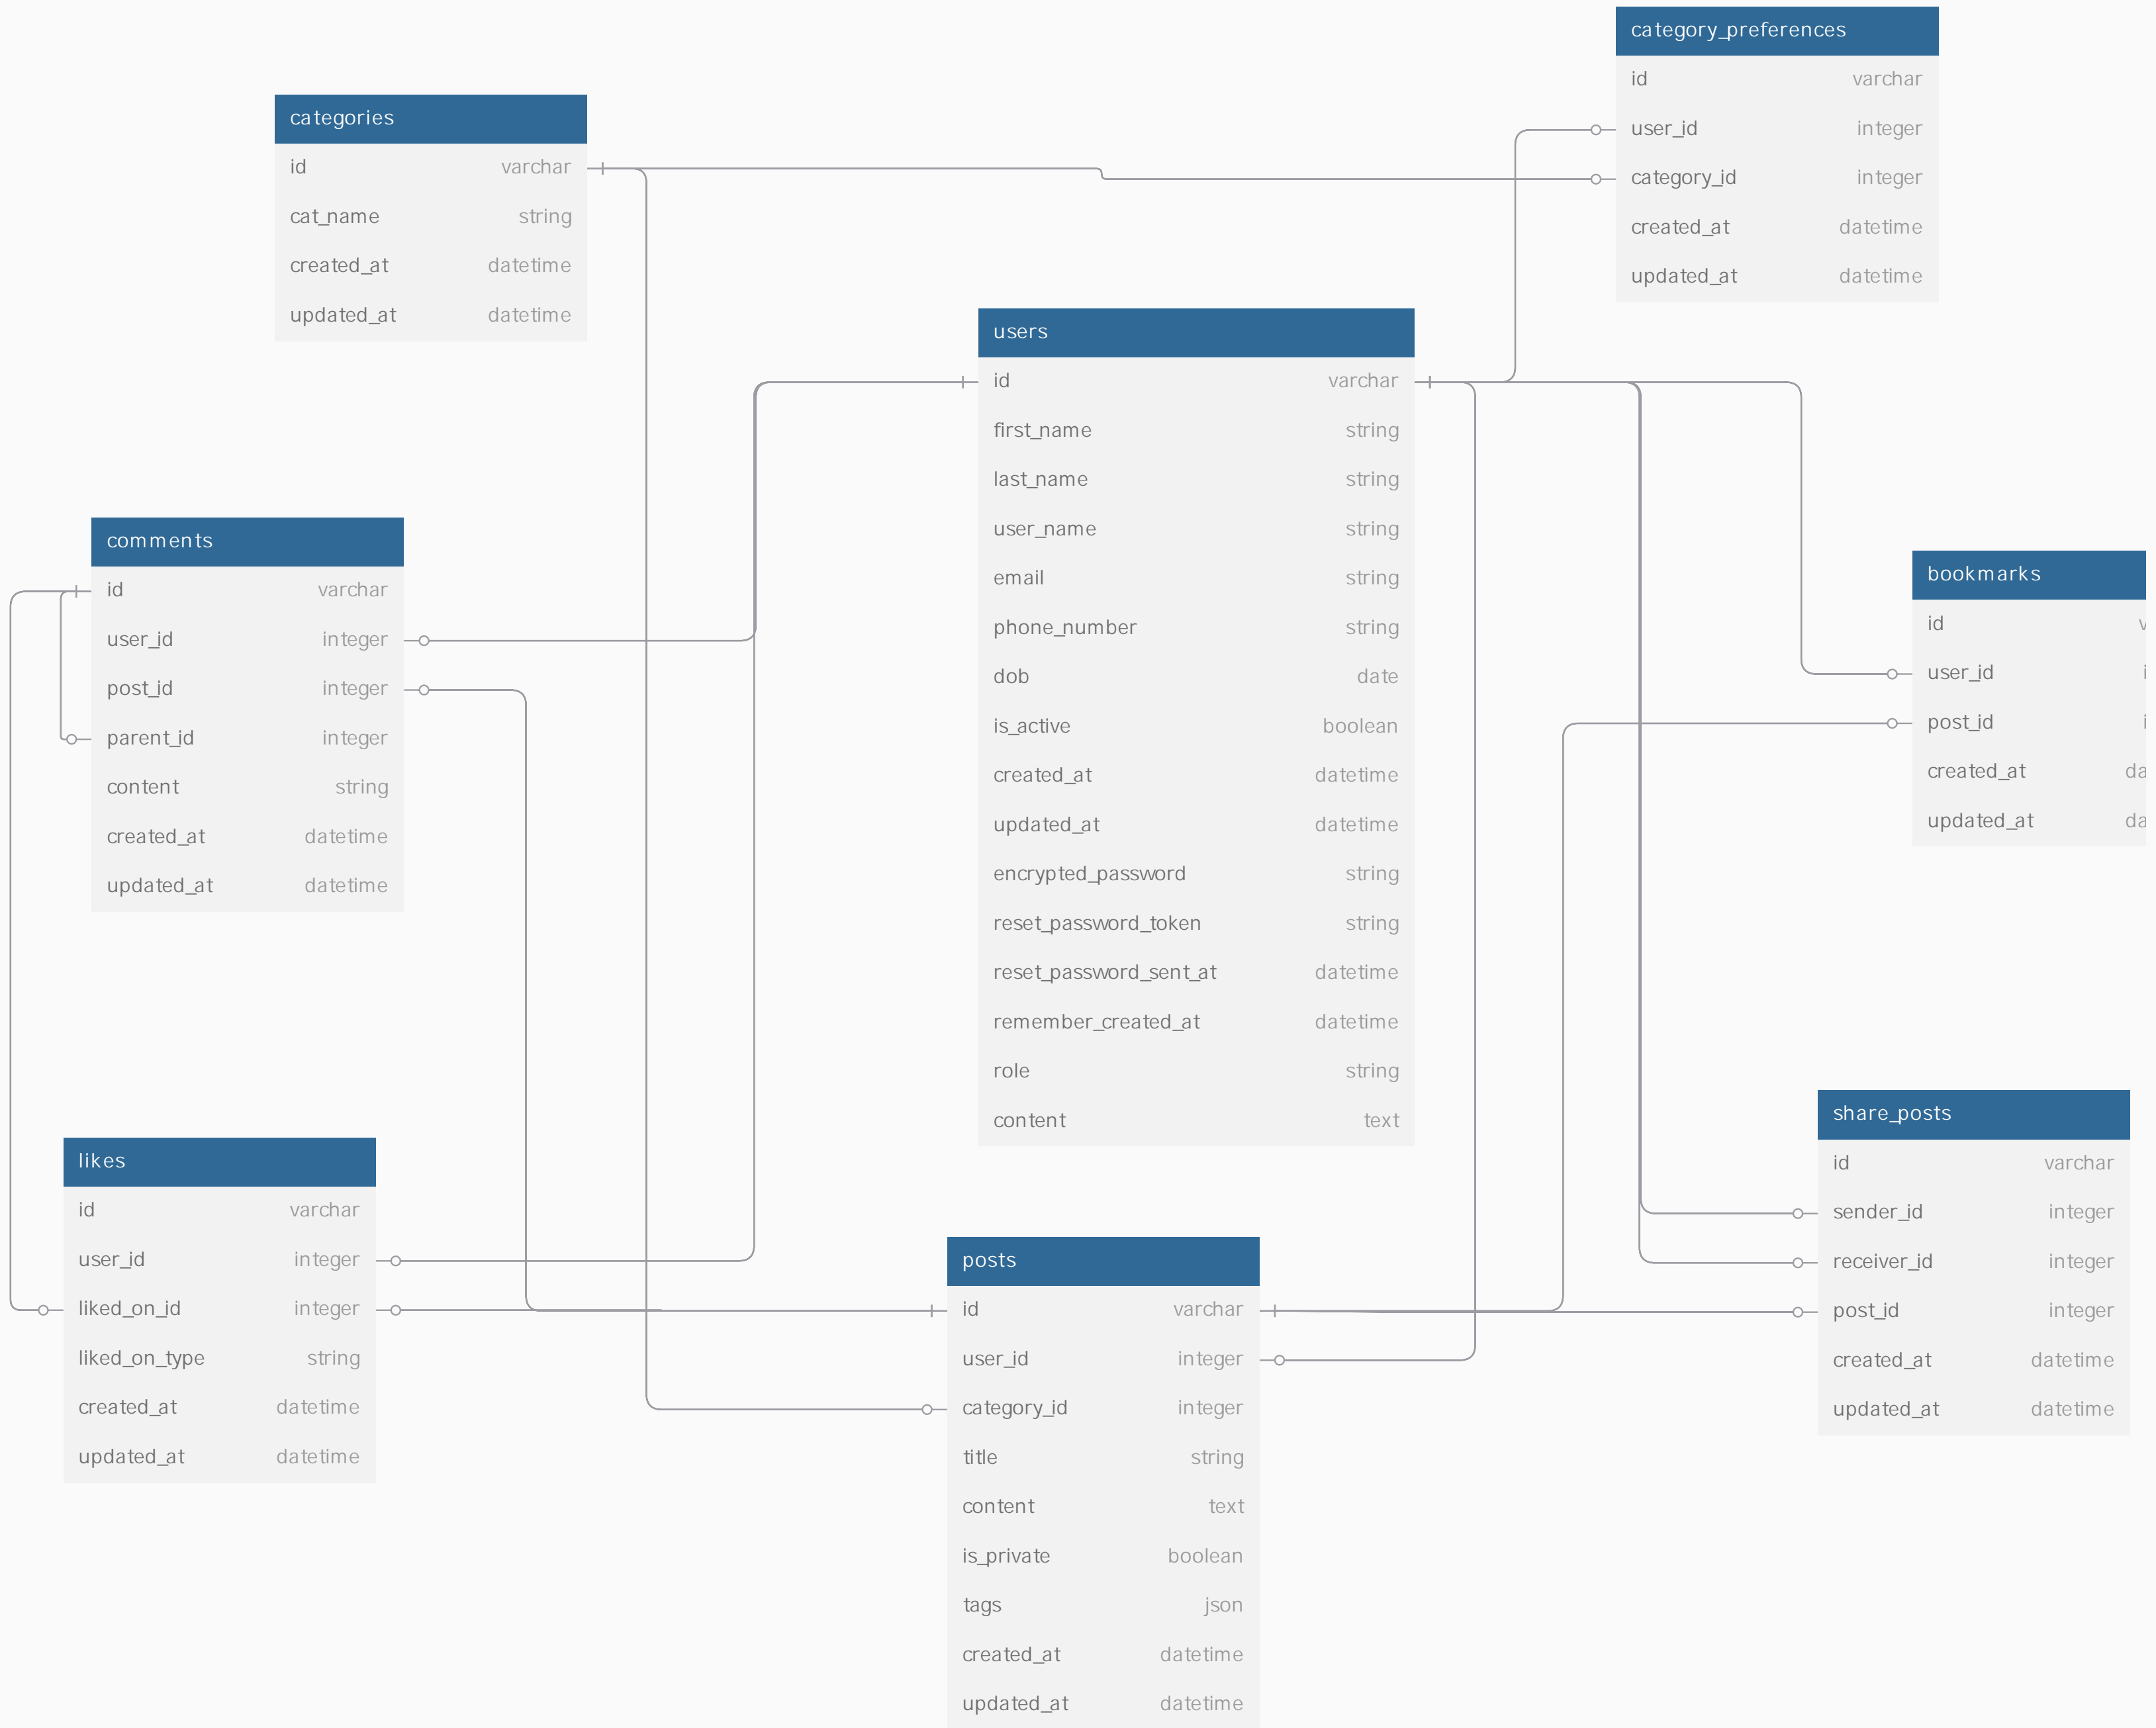 category_preferences
id varchar
user_id integer
category_id integer
created_at datetime
updated_at datetime
categories
id varchar
cat_name string
created_at datetime
updated_at datetime
users
id varchar
first_name string
last_name string
user_name string
email string
phone_number string
dob date
is_active boolean
created_at datetime
updated_at datetime
encrypted_password string
reset_password_token string
reset_password_sent_at datetime
remember_created_at datetime
role string
content text
comments
id varchar
user_id integer
post_id integer
parent_id integer
content string
created_at datetime
updated_at datetime
bookmarks
id
user_id
post_id
created_at da
updated_at da
share_posts
id varchar
sender_id integer
receiver_id integer
post_id integer
created_at datetime
updated_at datetime
likes
id varchar
user_id integer
liked_on_id integer
liked_on_type string
created_at datetime
updated_at datetime
posts
id varchar
user_id integer
category_id integer
title string
content text
is_private boolean
tags json
created_at datetime
updated_at datetime